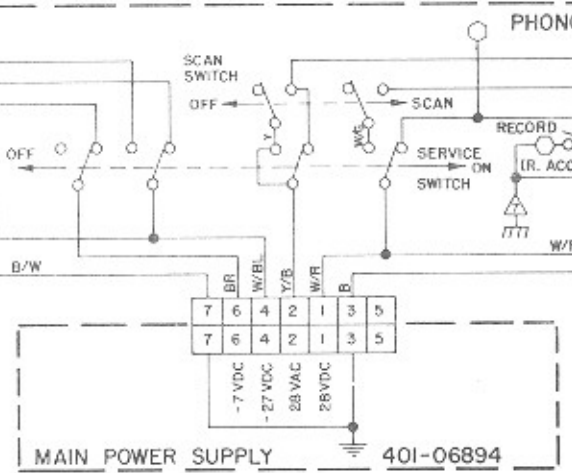 PHONO
SCAN
SWITCH
OFF
SCAN
Y
W/G
RECORD
(R. ACC
OFF
SERVICE
ON
SWITCH
W/R
B/W
BR
W/BL
Y/B
W/R
B
7 6 4 2 1 3 5
7 6 4 2 1 3 5
-7 VDC
-27 VDC
28 VAC
28VDC
MAIN POWER SUPPLY
401-06894